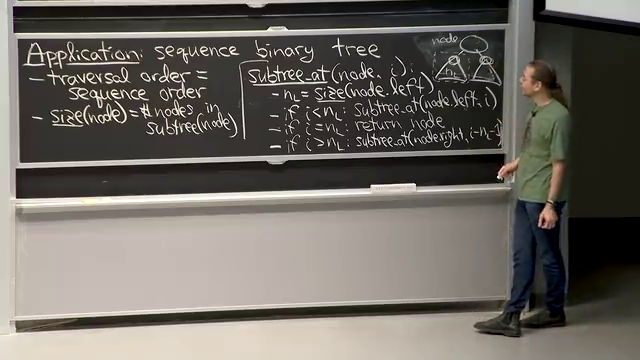 Application: sequence binary tree
- traversal order =
sequence order
- size(node) = # nodes in
subtree(node)
subtree_at(node, i):
- nL = size(node.left)
- if i < nL: subtree_at(node.left, i)
- if i = nL: return node
- if i > nL: subtree_at(node.right, i-nL-1)
node
nL